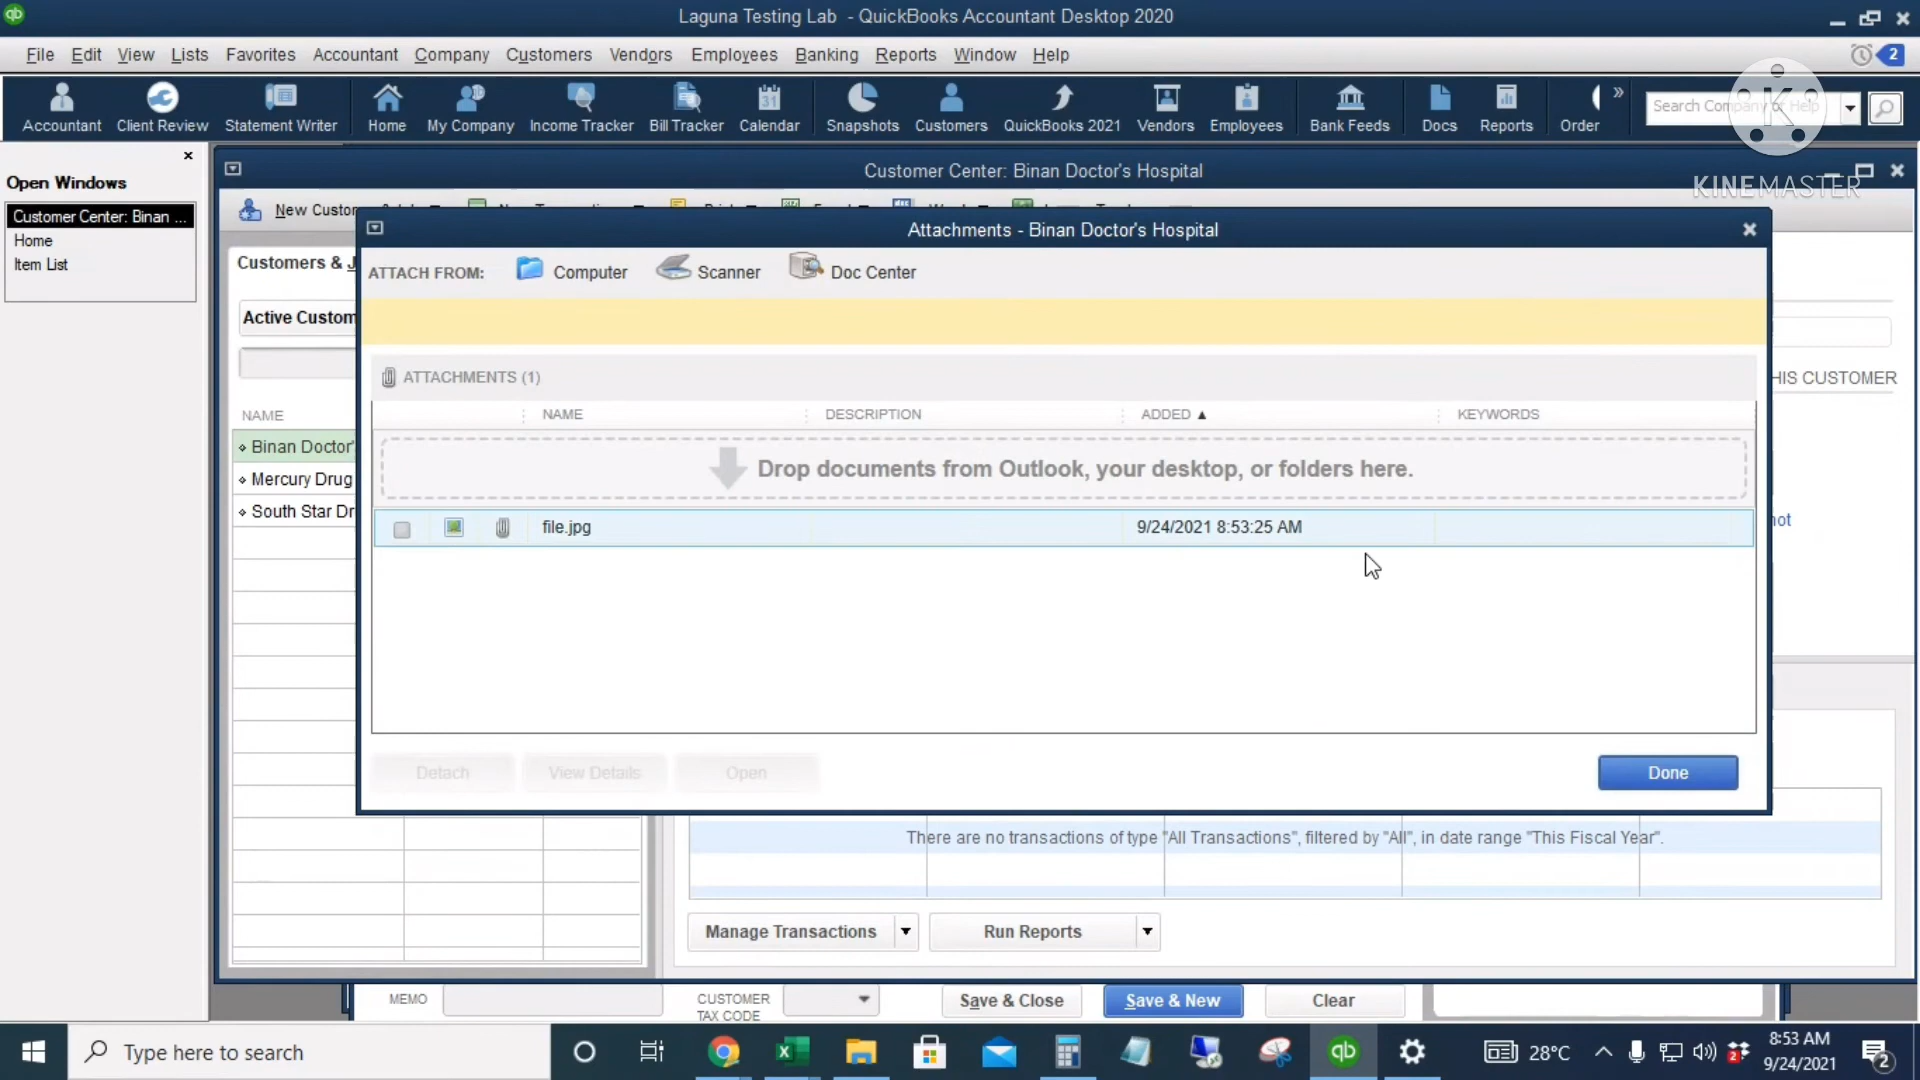 Laguna Testing Lab - QuickBooks Accountant Desktop 2020
File Edit View Lists Favorites Accountant Company Customers Vendors Employees Banking Reports Window Help
2
Accountant Client Review Statement Writer Home My Company Income Tracker Bill Tracker Calendar Snapshots Customers QuickBooks 2021 Vendors Employees Bank Feeds Docs Reports Order
Search Company or Help
K
KINEMASTER
Open Windows
Customer Center: Binan ...
Home
Item List
Customer Center: Binan Doctor's Hospital
New Custom
Attachments - Binan Doctor's Hospital
Customers & J
ATTACH FROM: Computer Scanner Doc Center
Active Custom
ATTACHMENTS (1)
HIS CUSTOMER
NAME
NAME DESCRIPTION ADDED KEYWORDS
Binan Doctor'
Mercury Drug
South Star Dr
Drop documents from Outlook, your desktop, or folders here.
file.jpg 9/24/2021 8:53:25 AM
not
Detach View Details Open Done
There are no transactions of type "All Transactions", filtered by "All", in date range "This Fiscal Year".
Manage Transactions Run Reports
MEMO CUSTOMER TAX CODE Save & Close Save & New Clear
Type here to search
28°C
8:53 AM
9/24/2021
2